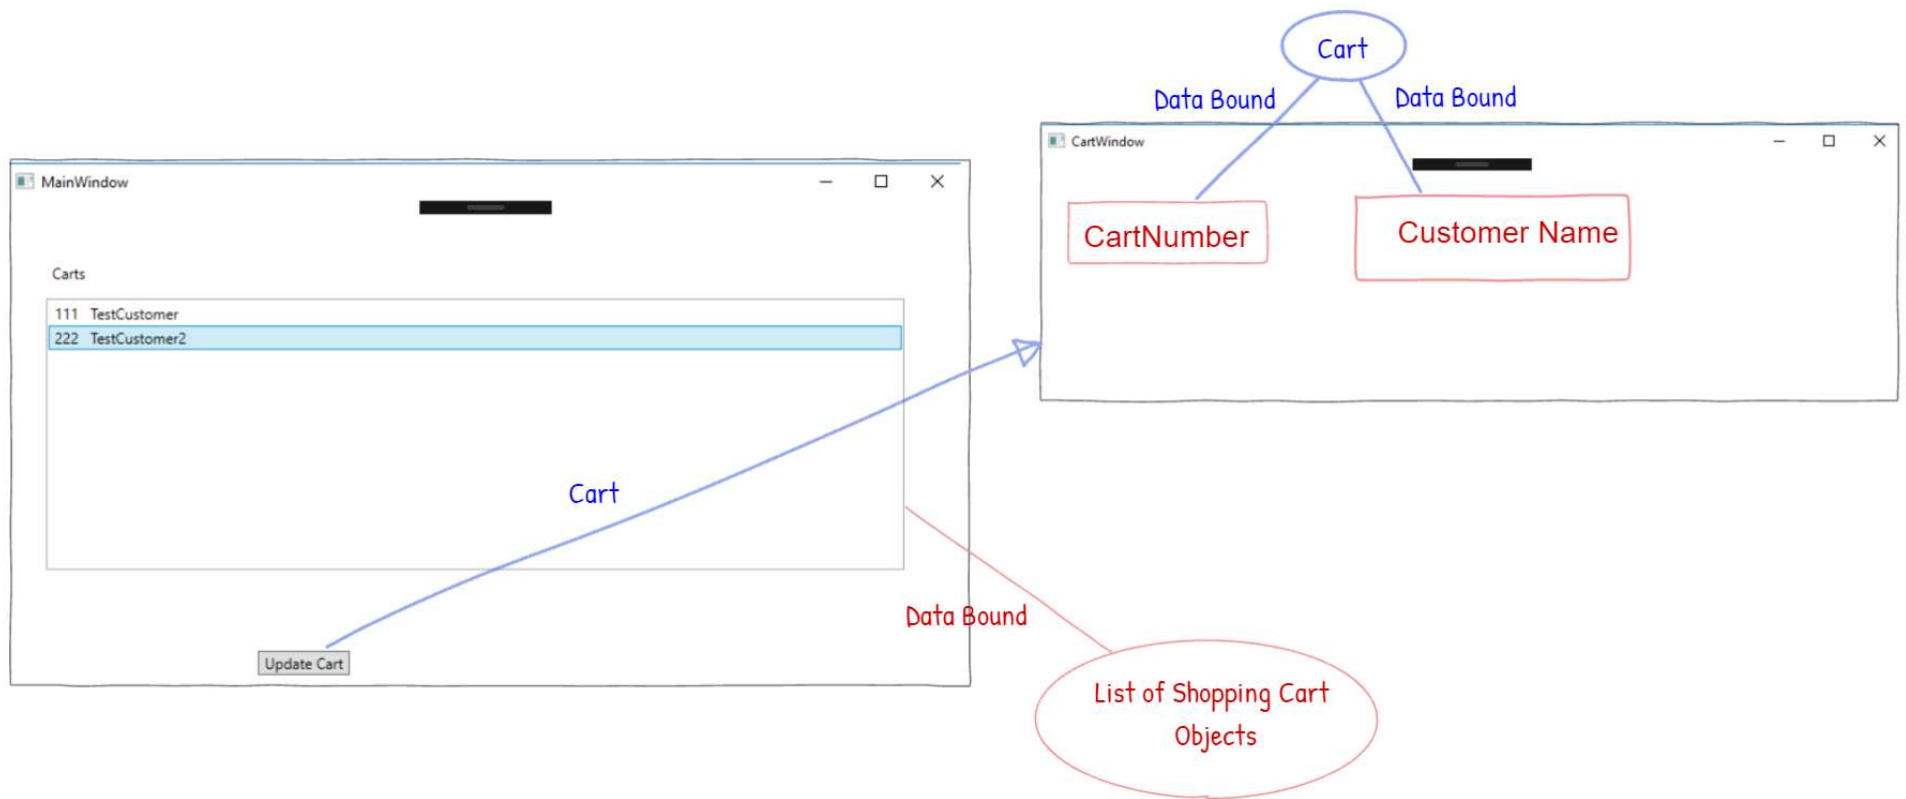 Cart
Data Bound
Data Bound
CartWindow
CartNumber
Customer Name
MainWindow
Carts
111 TestCustomer
222 TestCustomer2
Cart
Data Bound
Update Cart
List of Shopping Cart
Objects